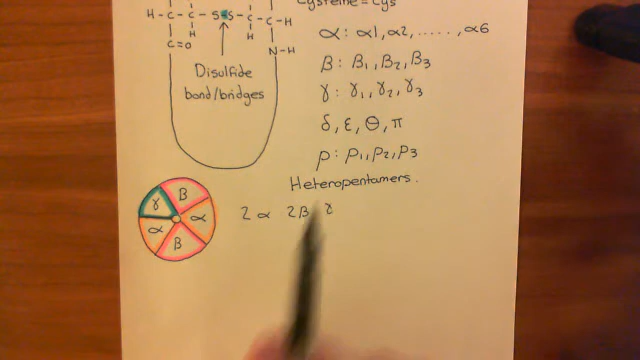 Cysteine = Cys
H-C-C-S S-C-C-H
H H
C=O N-H
Disulfide
bond/bridges
α: α1, α2, ....., α6
β: β1, β2, β3
γ: γ1, γ2, γ3
δ, ε, θ, π
ρ: ρ1, ρ2, ρ3
Heteropentamers.
γ β
α α
β
2α 2β γ